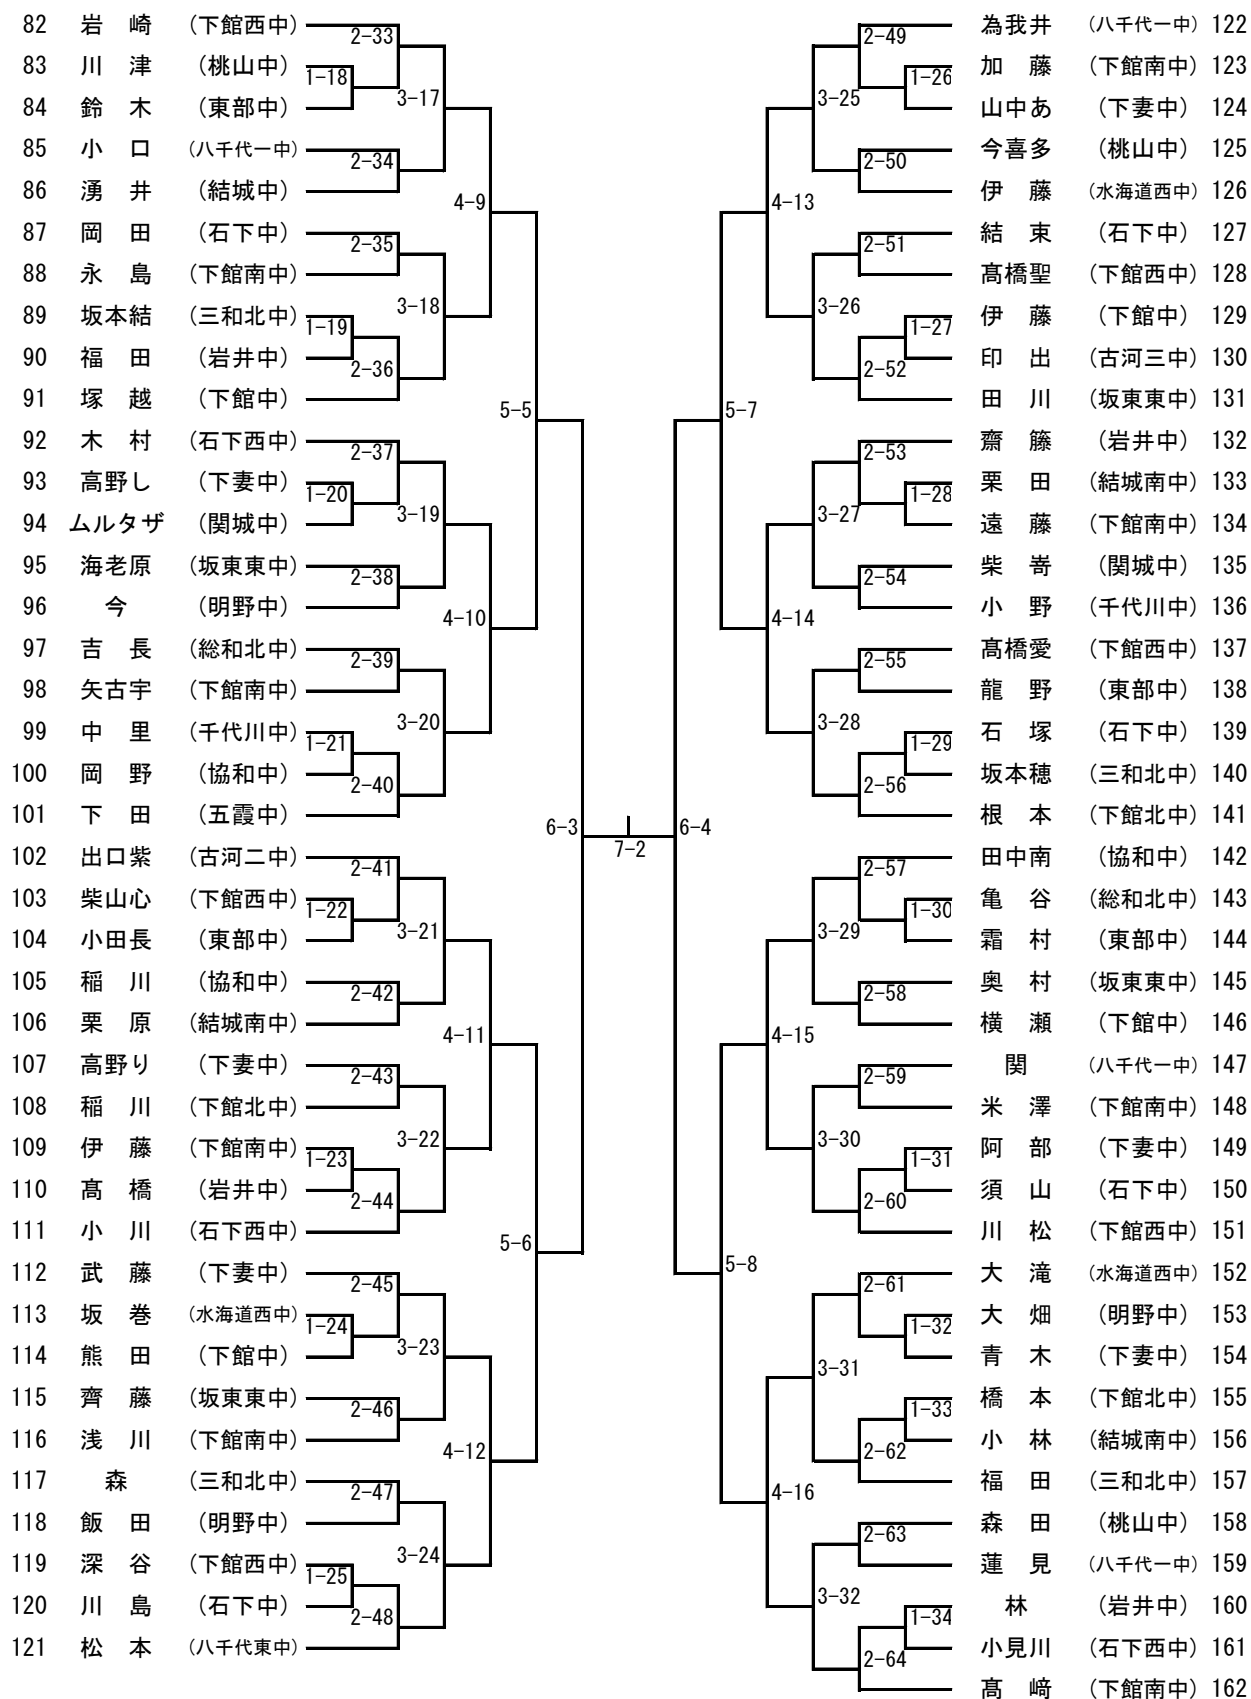 82 岩 崎 (下館西中)
83 川 津 (桃山中)
84 鈴 木 (東部中)
85 小 口 (八千代一中)
86 湧 井 (結城中)
87 岡 田 (石下中)
88 永 島 (下館南中)
89 坂本結 (三和北中)
90 福 田 (岩井中)
91 塚 越 (下館中)
92 木 村 (石下西中)
93 高野し (下妻中)
94 ムルタザ (関城中)
95 海老原 (坂東東中)
96 今 (明野中)
97 吉 長 (総和北中)
98 矢古宇 (下館南中)
99 中 里 (千代川中)
100 岡 野 (協和中)
101 下 田 (五霞中)
102 出口紫 (古河二中)
103 柴山心 (下館西中)
104 小田長 (東部中)
105 稲 川 (協和中)
106 栗 原 (結城南中)
107 高野り (下妻中)
108 稲 川 (下館北中)
109 伊 藤 (下館南中)
110 髙 橋 (岩井中)
111 小 川 (石下西中)
112 武 藤 (下妻中)
113 坂 巻 (水海道西中)
114 熊 田 (下館中)
115 齊 藤 (坂東東中)
116 浅 川 (下館南中)
117 森 (三和北中)
118 飯 田 (明野中)
119 深 谷 (下館西中)
120 川 島 (石下中)
121 松 本 (八千代東中)
1-18
1-19
1-20
1-21
1-22
1-23
1-24
1-25
2-33
2-34
2-35
2-36
2-37
2-38
2-39
2-40
2-41
2-42
2-43
2-44
2-45
2-46
2-47
2-48
3-17
3-18
3-19
3-20
3-21
3-22
3-23
3-24
4-9
4-10
4-11
4-12
5-5
5-6
6-3
7-2
6-4
5-7
5-8
4-13
4-14
4-15
4-16
3-25
3-26
3-27
3-28
3-29
3-30
3-31
3-32
2-49
2-50
2-51
2-52
2-53
2-54
2-55
2-56
2-57
2-58
2-59
2-60
2-61
2-62
2-63
2-64
1-26
1-27
1-28
1-29
1-30
1-31
1-32
1-33
1-34
為我井 (八千代一中) 122
加 藤 (下館南中) 123
山中あ (下妻中) 124
今喜多 (桃山中) 125
伊 藤 (水海道西中) 126
結 束 (石下中) 127
髙橋聖 (下館西中) 128
伊 藤 (下館中) 129
印 出 (古河三中) 130
田 川 (坂東東中) 131
齋 籐 (岩井中) 132
栗 田 (結城南中) 133
遠 藤 (下館南中) 134
柴 嵜 (関城中) 135
小 野 (千代川中) 136
髙橋愛 (下館西中) 137
龍 野 (東部中) 138
石 塚 (石下中) 139
坂本穂 (三和北中) 140
根 本 (下館北中) 141
田中南 (協和中) 142
亀 谷 (総和北中) 143
霜 村 (東部中) 144
奥 村 (坂東東中) 145
横 瀬 (下館中) 146
関 (八千代一中) 147
米 澤 (下館南中) 148
阿 部 (下妻中) 149
須 山 (石下中) 150
川 松 (下館西中) 151
大 滝 (水海道西中) 152
大 畑 (明野中) 153
青 木 (下妻中) 154
橋 本 (下館北中) 155
小 林 (結城南中) 156
福 田 (三和北中) 157
森 田 (桃山中) 158
蓮 見 (八千代一中) 159
林 (岩井中) 160
小見川 (石下西中) 161
髙 﨑 (下館南中) 162